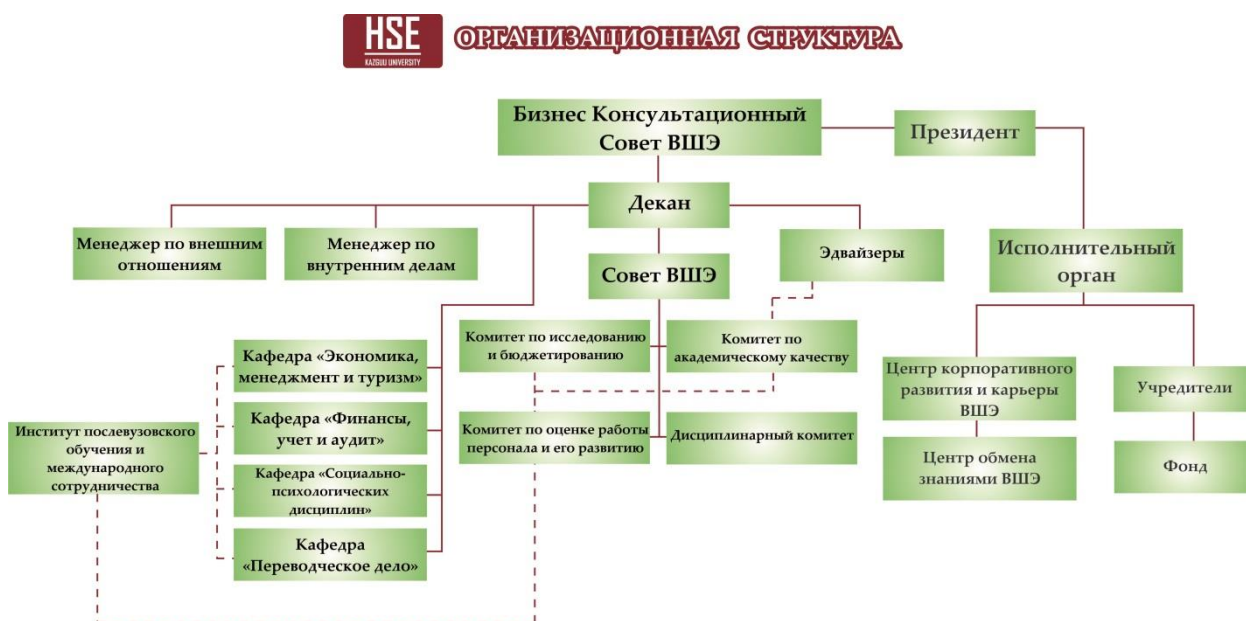 HSE
KAZGUU UNIVERSITY
ОРГАНИЗАЦИОННАЯ СТРУКТУРА
Бизнес Консультационный
Совет ВШЭ
Президент
Декан
Менеджер по внешним
отношениям
Менеджер по
внутренним делам
Совет ВШЭ
Эдвайзеры
Исполнительный
орган
Комитет по исследованию
и бюджетированию
Комитет по
академическому качеству
Кафедра «Экономика,
менеджмент и туризм»
Центр корпоративного
развития и карьеры
ВШЭ
Учредители
Кафедра «Финансы,
учет и аудит»
Комитет по оценке работы
персонала и его развитию
Дисциплинарный комитет
Институт послевузовского
обучения и
международного
сотрудничества
Центр обмена
знаниями ВШЭ
Фонд
Кафедра «Социально-
психологических
дисциплин»
Кафедра
«Переводческое дело»